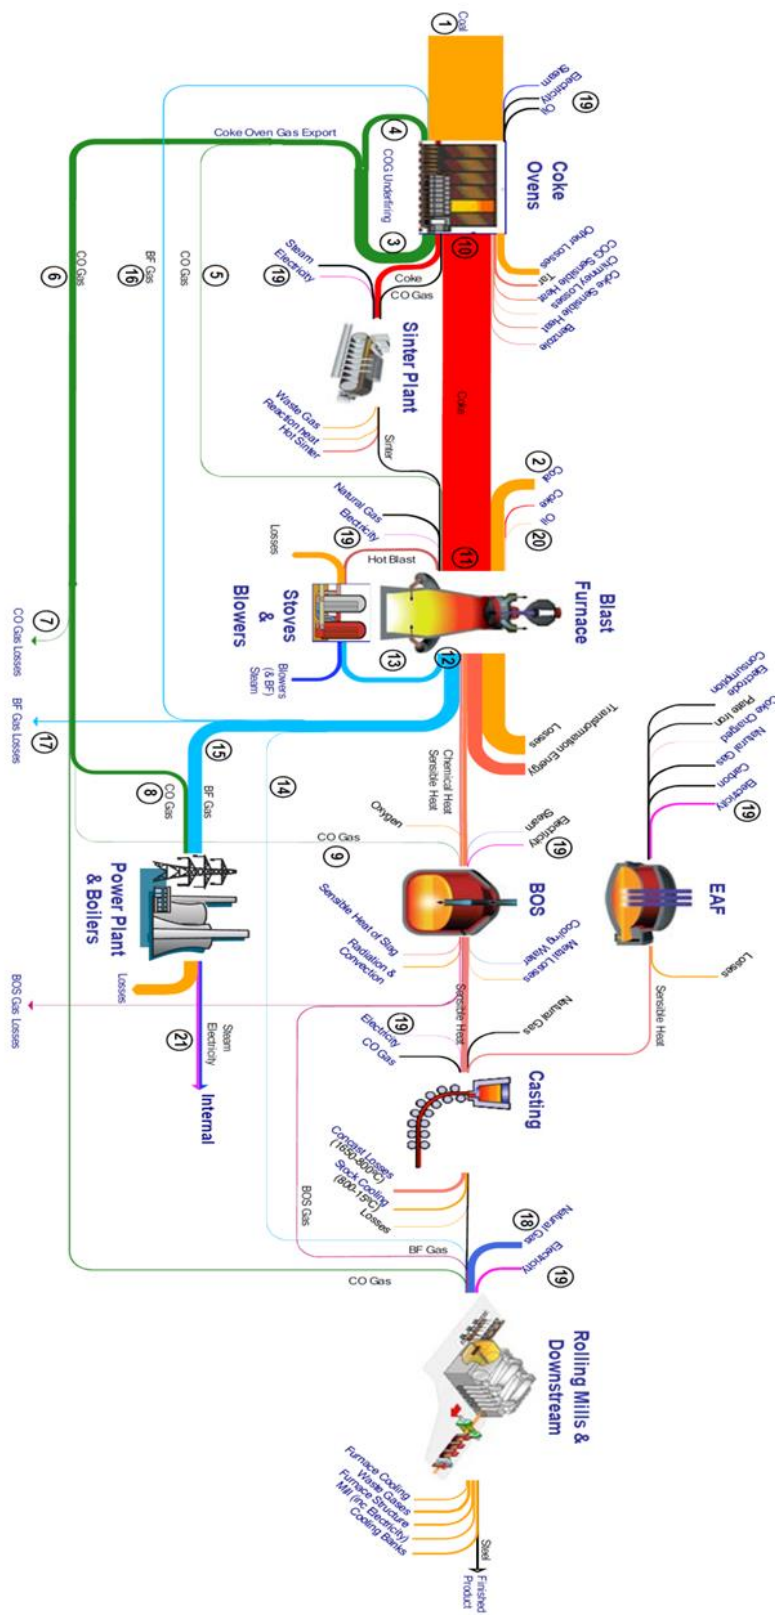 1
Coal
Steam
Electricity
Oil
19
Coke
Ovens
4
COG Underfiring
3
Coke Oven Gas Export
10
Other Losses
Tar
COG Sensible Heat
Chimney Losses
Coke Sensible Heat
Benzole
CO Gas
6
BF Gas
16
CO Gas
5
Steam
Electricity
19
Coke
CO Gas
Sinter Plant
Waste Gas
Reaction heat
Hot Sinter
Sinter
Coke
2
Coal
Coke
Oil
20
Natural Gas
Electricity
19
Hot Blast
11
Losses
Stoves
&
Blowers
Blast
Furnace
Blowers
(& BF)
Steam
13
12
Losses
Transformation Energy
7
CO Gas Losses
BF Gas Losses
17
15
BF Gas
CO Gas
8
14
CO Gas
9
Chemical Heat
Sensible Heat
Oxygen
Steam
Electricity
19
BOS
Sensible Heat of Slag
Radiation &
Convection
Cooling Water
Metal Losses
Electrode
Consumption
Plate Iron
Coke Charged
Natural Gas
Carbon
Electricity
19
EAF
Losses
Sensible Heat
Power Plant
& Boilers
Losses
Steam
Electricity
21
Internal
BOS Gas Losses
Sensible Heat
Natural Gas
19
Electricity
CO Gas
Casting
Concast Losses
(1650-800ºC)
Stock Cooling
(800-15ºC)
Losses
BOS Gas
BF Gas
CO Gas
18
Natural Gas
Electricity
19
Rolling Mills &
Downstream
Furnace Cooling
Waste Gases
Furnace Structure
Mill (inc Electricity)
Cooling Banks
Steel
Finished
Product